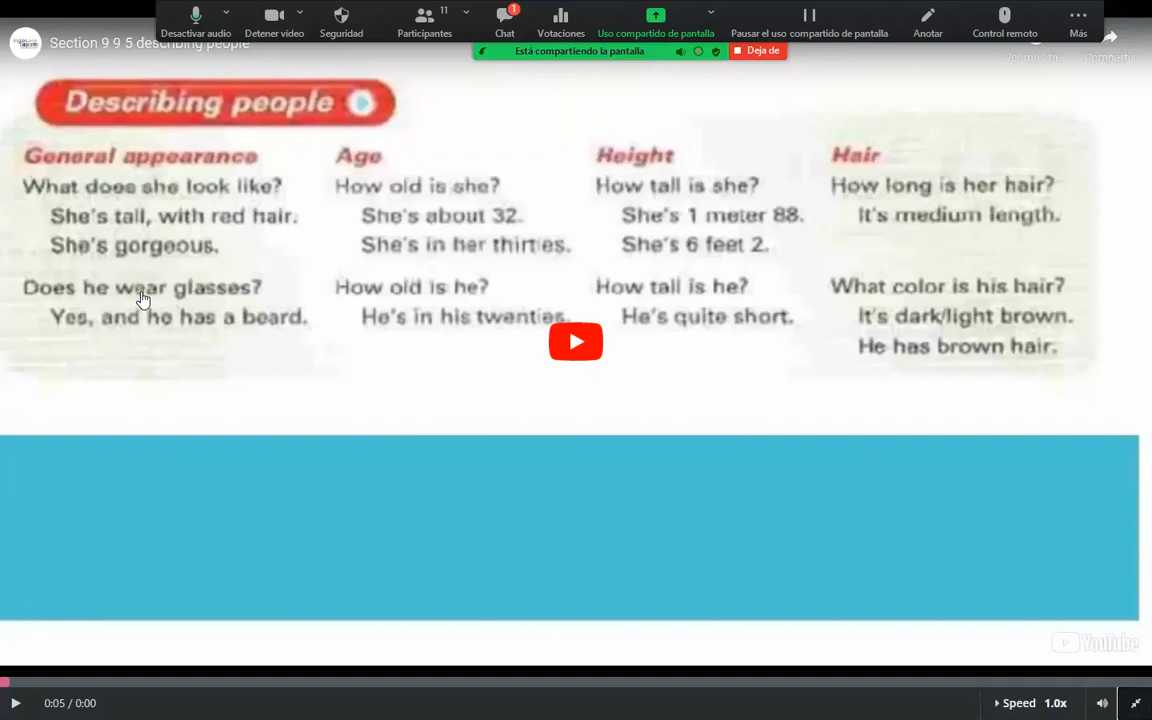 Desactivar audio
Detener vídeo
Seguridad
11
Participantes
1
Chat
Votaciones
Uso compartido de pantalla
Pausar el uso compartido de pantalla
Anotar
Control remoto
Más
Está compartiendo la pantalla
Deja de
Section 9 9 5 describing people
Ver más ta
Compartir
Describing people
General appearance
What does she look like?
She's tall, with red hair.
She's gorgeous.
Does he wear glasses?
Yes, and he has a beard.
Age
How old is she?
She's about 32.
She's in her thirties.
How old is he?
He's in his twenties.
Height
How tall is she?
She's 1 meter 88.
She's 6 feet 2.
How tall is he?
He's quite short.
Hair
How long is her hair?
It's medium length.
What color is his hair?
It's dark/light brown.
He has brown hair.
YouTube
0:05 / 0:00
Speed 1.0x